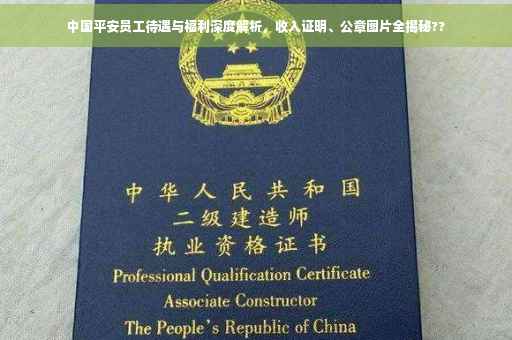 中国平安员工待遇与福利深度解析，收入证明、公章图片全揭秘??
中华人民共和国
二级建造师
执业资格证书
Professional Qualification Certificate
Associate Constructor
The People's Republic of China